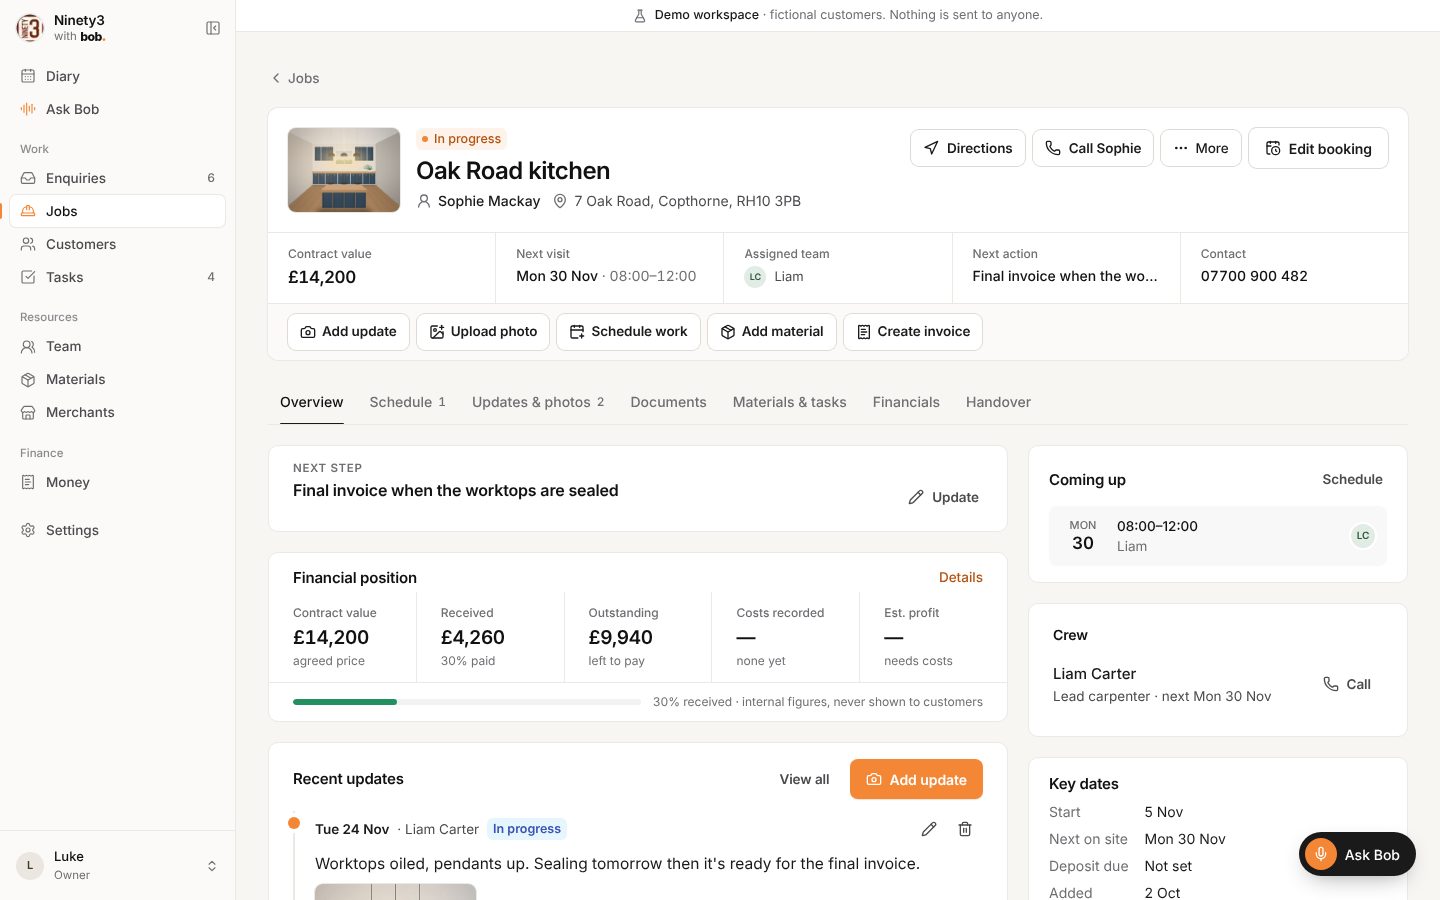 Ninety3
with bob.
Diary
Ask Bob
Work
Enquiries 6
Jobs
Customers
Tasks 4
Resources
Team
Materials
Merchants
Finance
Money
Settings
L Luke
Owner
Demo workspace · fictional customers. Nothing is sent to anyone.
Jobs
In progress
Oak Road kitchen
Sophie Mackay 7 Oak Road, Copthorne, RH10 3PB
Directions Call Sophie More Edit booking
Contract value
£14,200
Next visit
Mon 30 Nov · 08:00–12:00
Assigned team
LC Liam
Next action
Final invoice when the wo...
Contact
07700 900 482
Add update Upload photo Schedule work Add material Create invoice
Overview Schedule 1 Updates & photos 2 Documents Materials & tasks Financials Handover
NEXT STEP
Final invoice when the worktops are sealed
Update
Financial position Details
Contract value
£14,200
agreed price
Received
£4,260
30% paid
Outstanding
£9,940
left to pay
Costs recorded
—
none yet
Est. profit
—
needs costs
30% received · internal figures, never shown to customers
Recent updates View all Add update
Tue 24 Nov · Liam Carter In progress
Worktops oiled, pendants up. Sealing tomorrow then it's ready for the final invoice.
Coming up Schedule
MON
30
08:00–12:00
Liam
LC
Crew
Liam Carter
Lead carpenter · next Mon 30 Nov
Call
Key dates
Start 5 Nov
Next on site Mon 30 Nov
Deposit due Not set
Added 2 Oct
Ask Bob